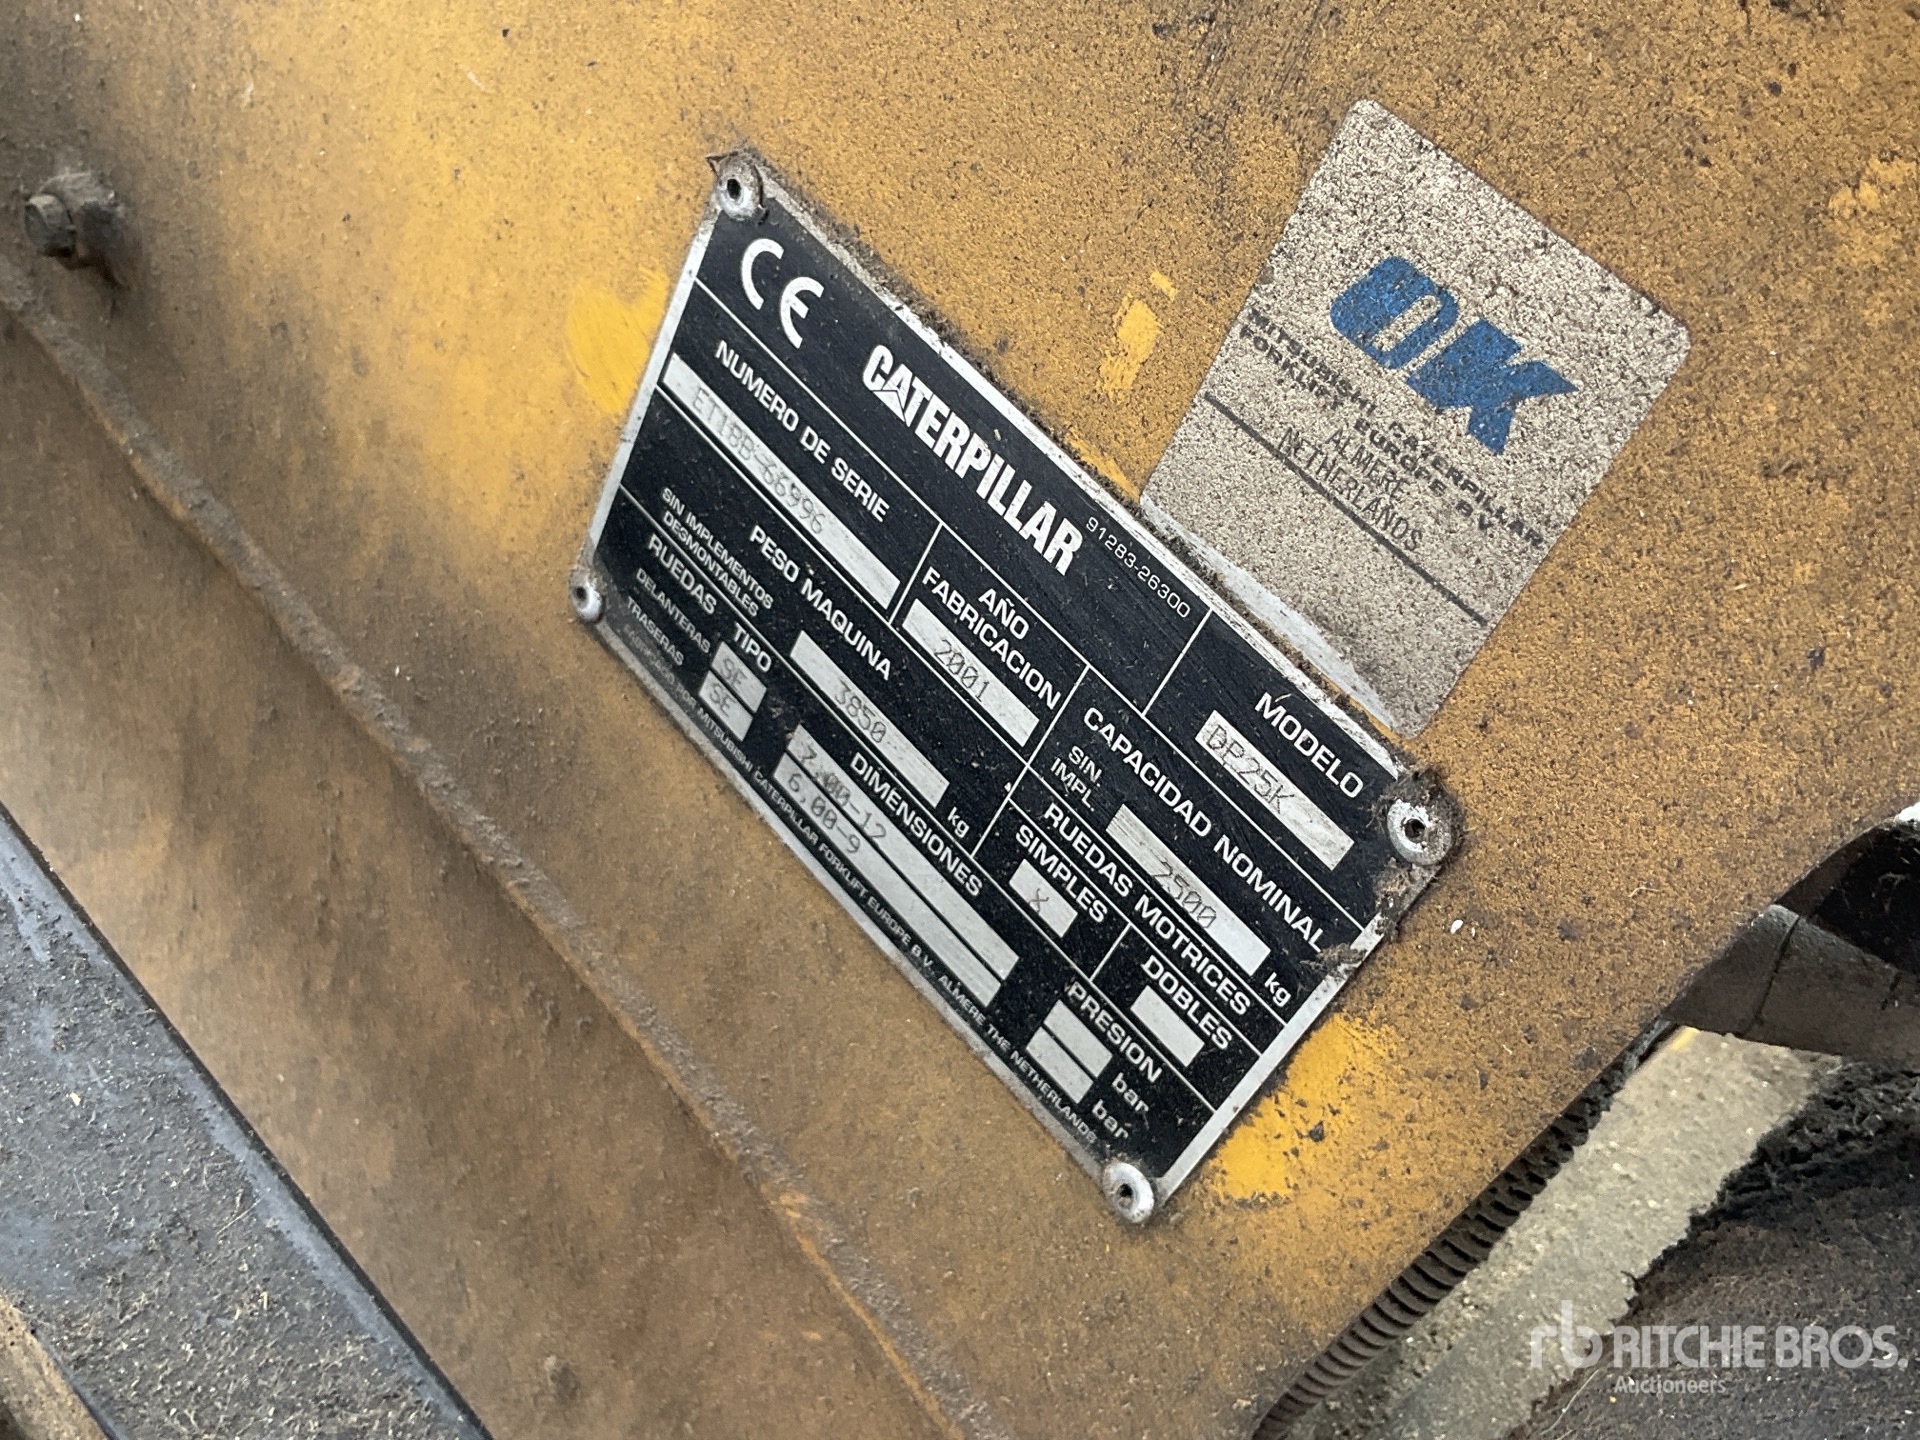 CE
CATERPILLAR
91283-26300
NUMERO DE SERIE
ET18B-66996
AÑO
FABRICACION
2001
MODELO
DP25K
SIN IMPLEMENTOS
DESMONTABLES
PESO MAQUINA
3850 kg
CAPACIDAD NOMINAL
SIN
IMPL.
2500 kg
RUEDAS MOTRICES
SIMPLES
X
DOBLES
RUEDAS
TIPO
DIMENSIONES
PRESION
DELANTERAS SE 7.00-12 bar
TRASERAS SE 6,00-9 bar
MITSUBISHI CATERPILLAR FORKLIFT EUROPE B.V. ALMERE THE NETHERLANDS
OK
MITSUBISHI CATERPILLAR
FORKLIFT EUROPE B.V.
ALMERE
NETHERLANDS
rb RITCHIE BROS.
Auctioneers